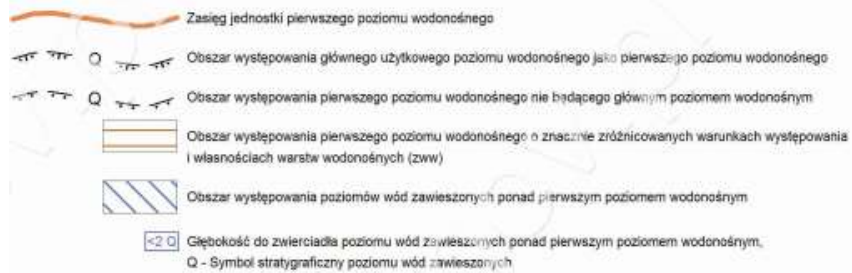 Zasięg jednostki pierwszego poziomu wodonośnego
Q Obszar występowania głównego użytkowego poziomu wodonośnego jako pierwszego poziomu wodonośnego
Q Obszar występowania pierwszego poziomu wodonośnego nie będącego głównym poziomem wodonośnym
Obszar występowania pierwszego poziomu wodonośnego o znacznie zróżnicowanych warunkach występowania
i własnościach warstw wodonośnych (zww)
Obszar występowania poziomów wód zawieszonych ponad pierwszym poziomem wodonośnym
<2 Q Głębokość do zwierciadła poziomu wód zawieszonych ponad pierwszym poziomem wodonośnym,
Q - Symbol stratygraficzny poziomu wód zawieszonych